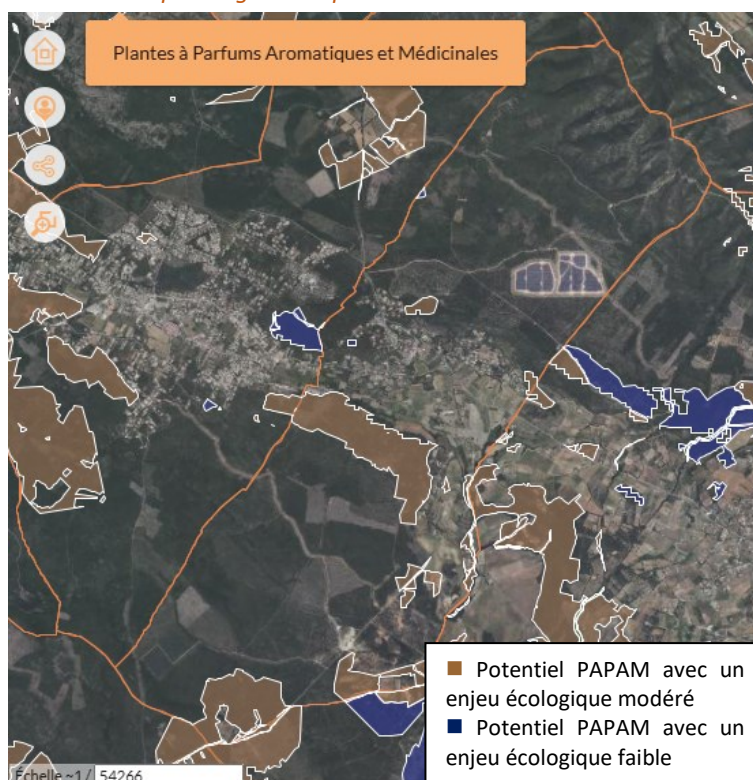 Plantes à Parfums Aromatiques et Médicinales
Potentiel PAPAM avec un
enjeu écologique modéré
Potentiel PAPAM avec un
enjeu écologique faible
Échelle ~1 / 54266